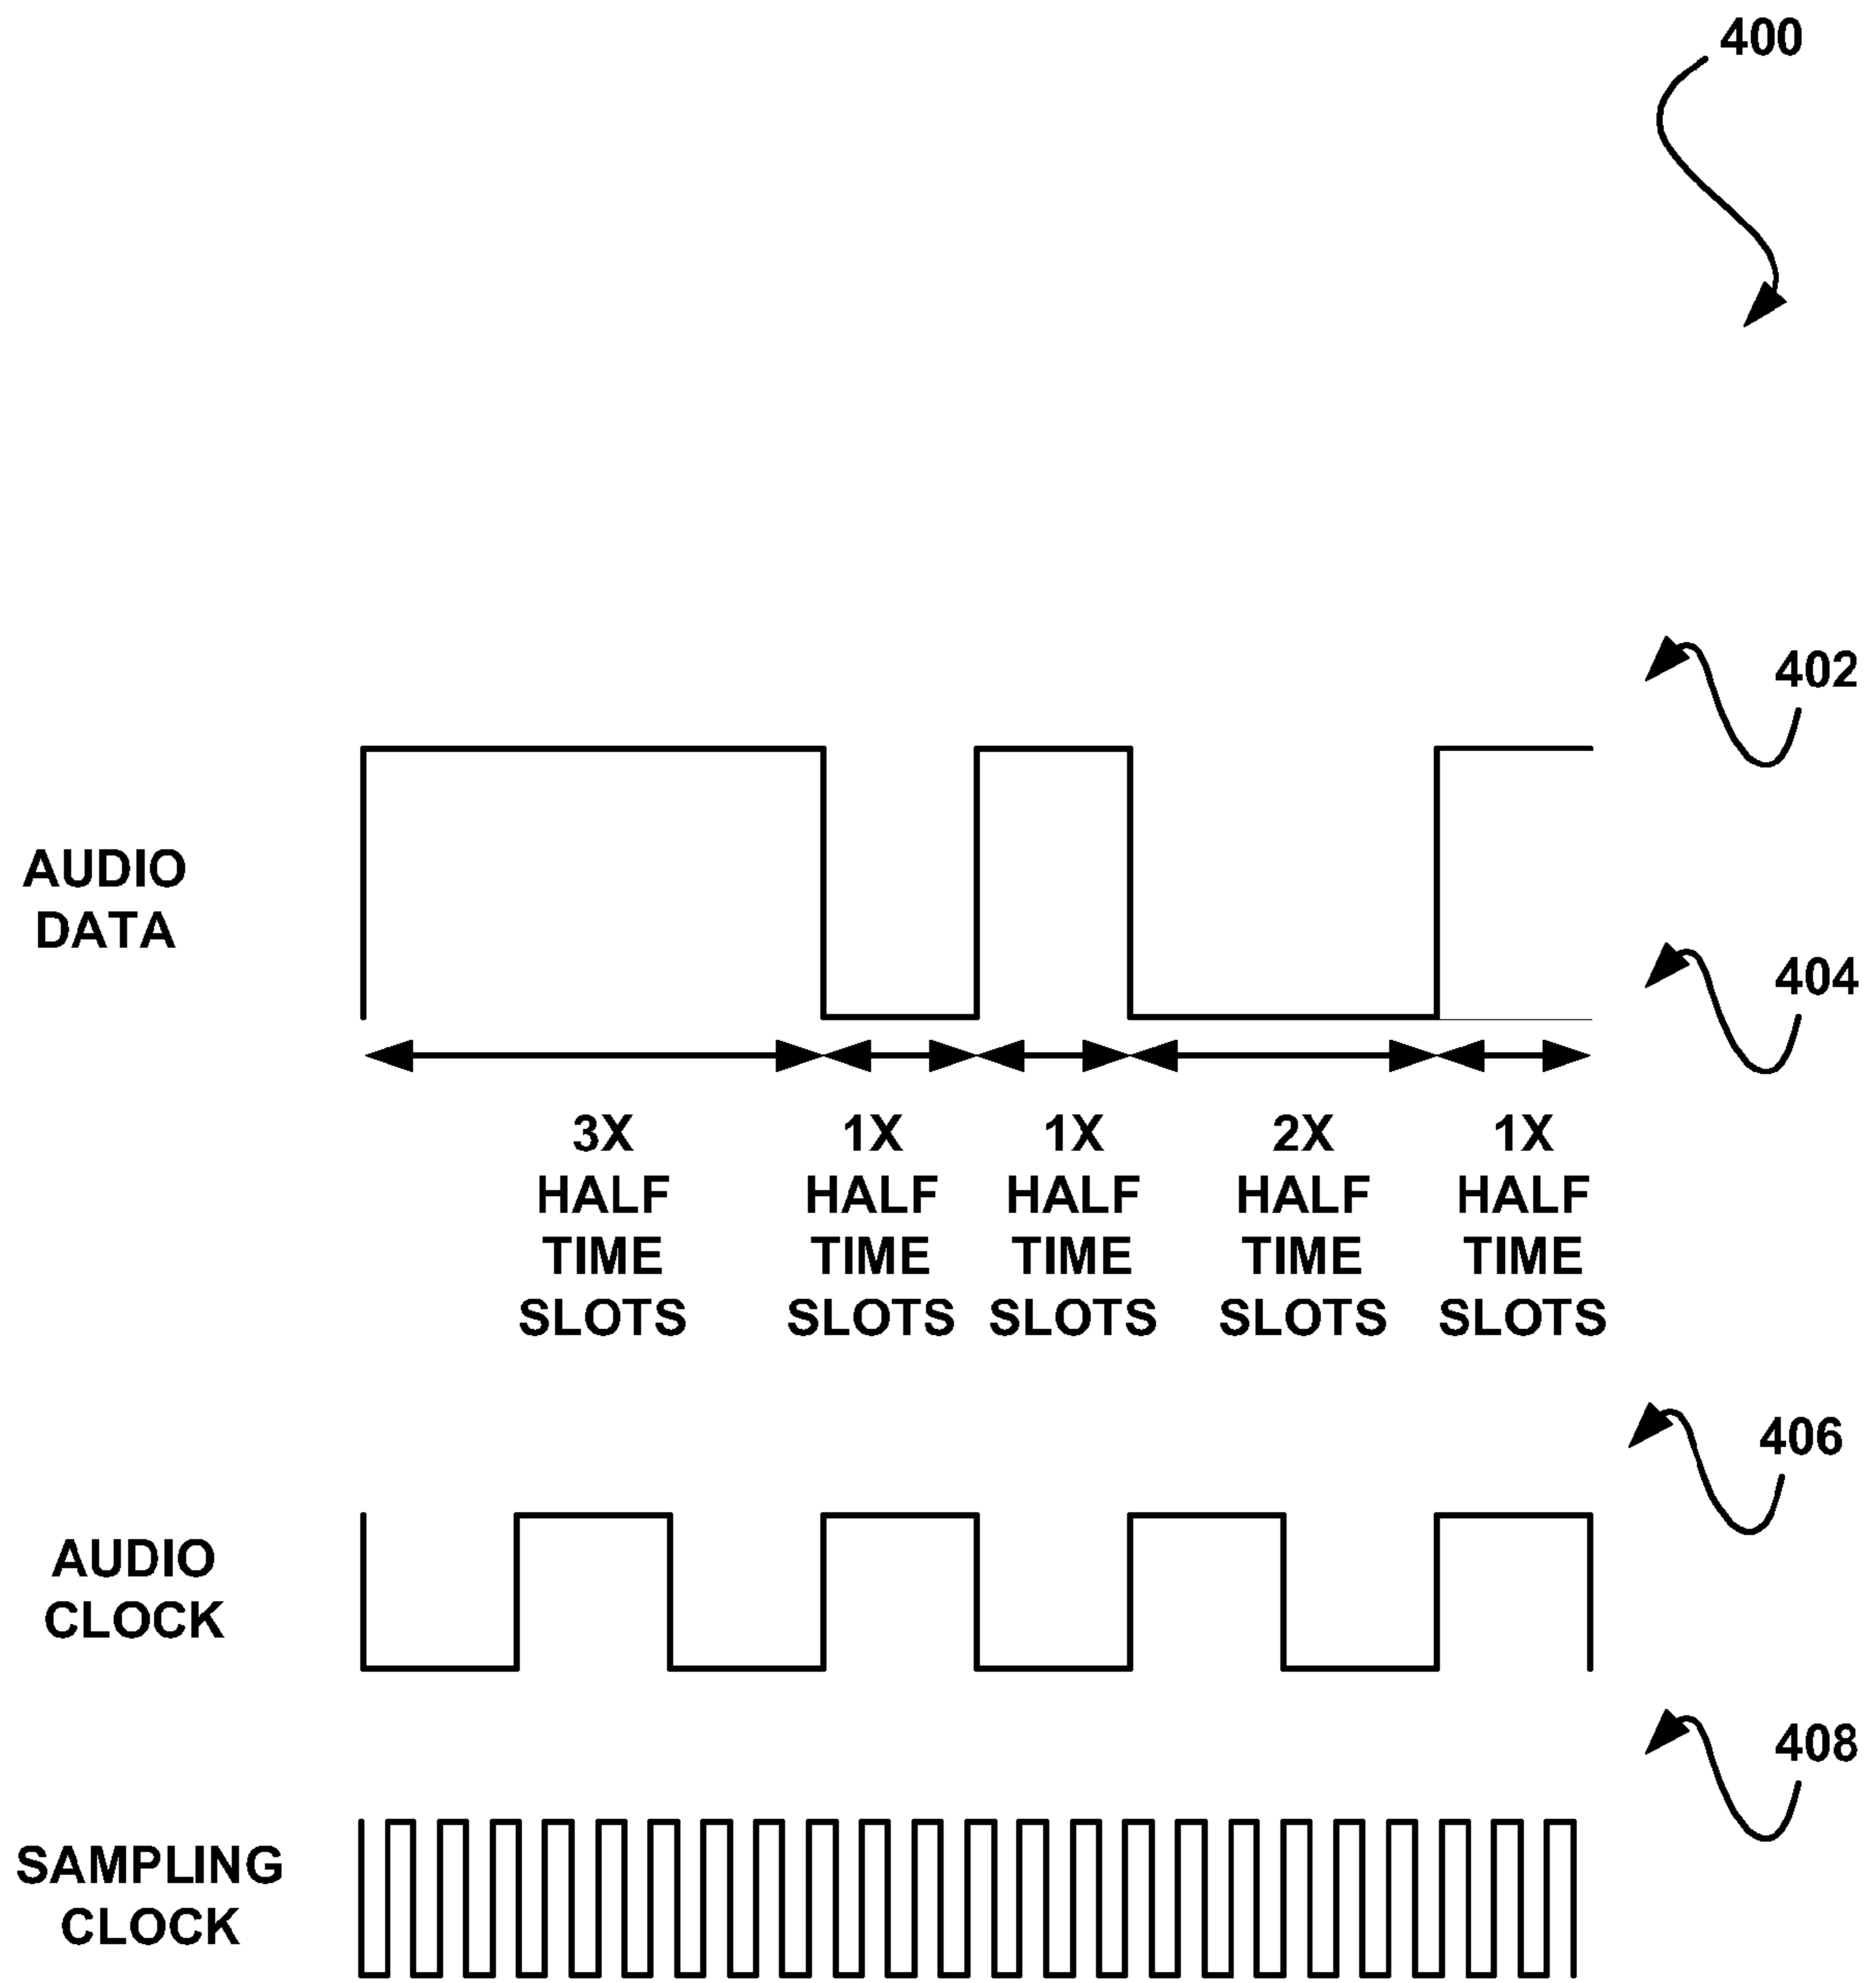 400
402
AUDIO
DATA
404
3X
HALF
TIME
SLOTS
1X
HALF
TIME
SLOTS
1X
HALF
TIME
SLOTS
2X
HALF
TIME
SLOTS
1X
HALF
TIME
SLOTS
406
AUDIO
CLOCK
408
SAMPLING
CLOCK